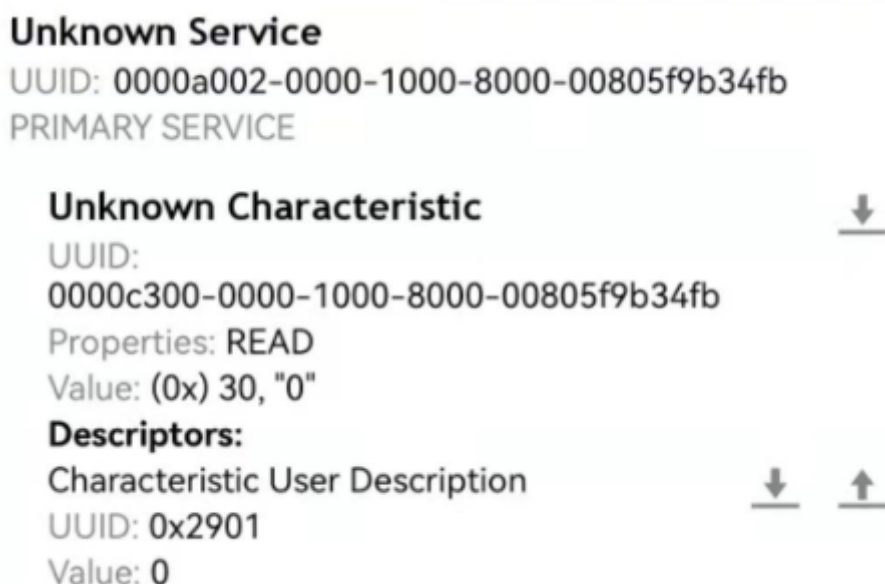 Unknown Service
UUID: 0000a002-0000-1000-8000-00805f9b34fb
PRIMARY SERVICE
Unknown Characteristic
UUID:
0000c300-0000-1000-8000-00805f9b34fb
Properties: READ
Value: (0x) 30, "0"
Descriptors:
Characteristic User Description
UUID: 0x2901
Value: 0